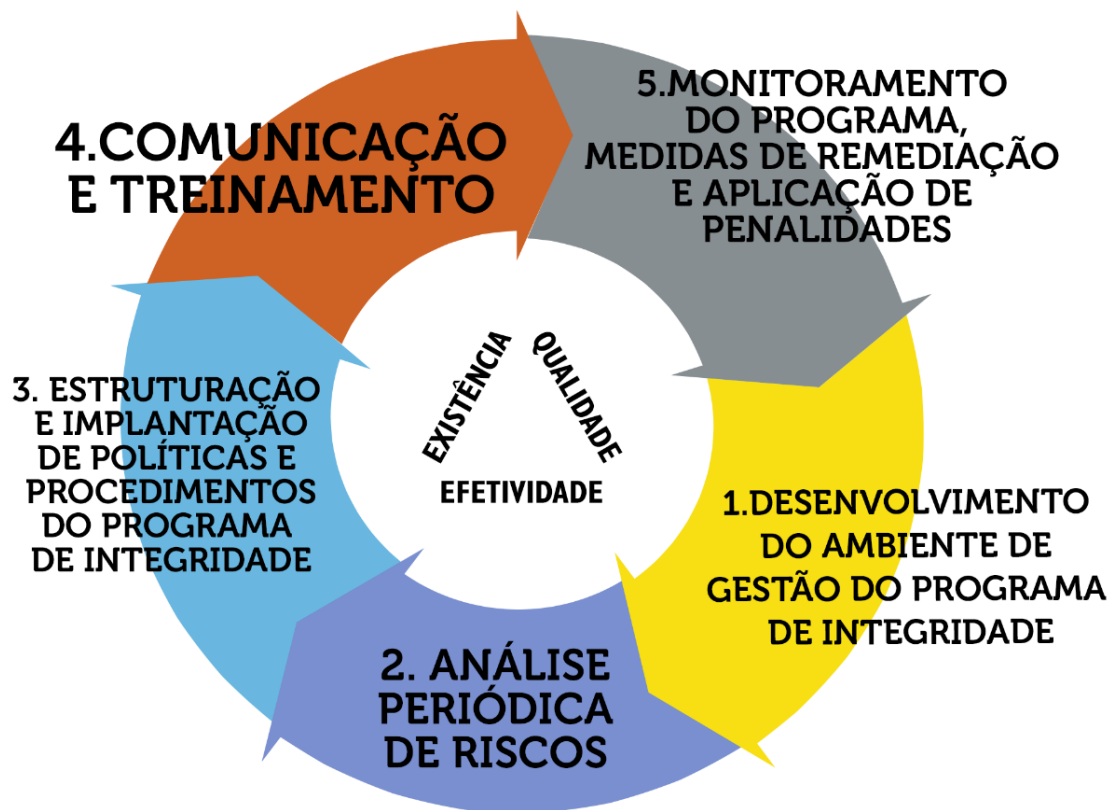 4.COMUNICAÇÃO
E TREINAMENTO
5.MONITORAMENTO
DO PROGRAMA,
MEDIDAS DE REMEDIAÇÃO
E APLICAÇÃO DE
PENALIDADES
EXISTÊNCIA
QUALIDADE
EFETIVIDADE
3. ESTRUTURAÇÃO
E IMPLANTAÇÃO
DE POLÍTICAS E
PROCEDIMENTOS
DO PROGRAMA
DE INTEGRIDADE
1.DESENVOLVIMENTO
DO AMBIENTE DE
GESTÃO DO PROGRAMA
DE INTEGRIDADE
2. ANÁLISE
PERIÓDICA
DE RISCOS